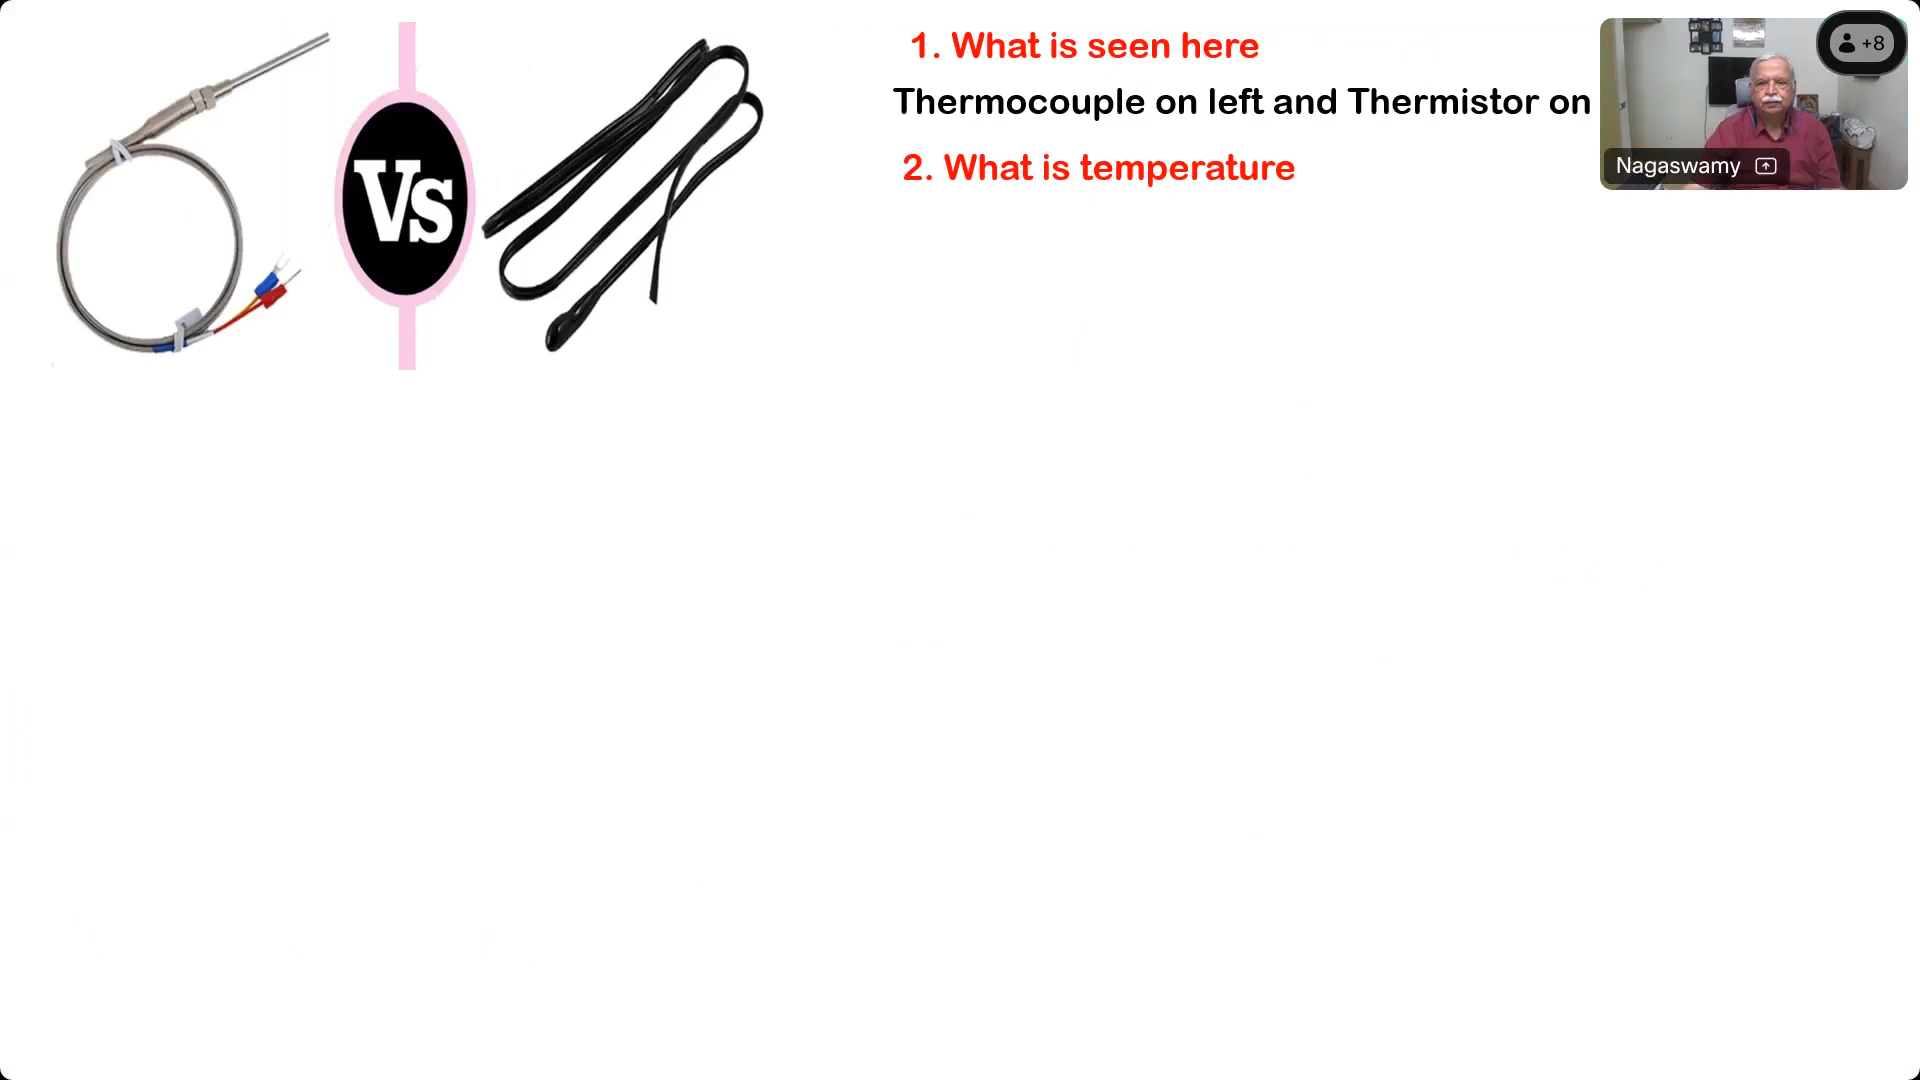 1. What is seen here
Thermocouple on left and Thermistor on
2. What is temperature
Vs
+8
Nagaswamy